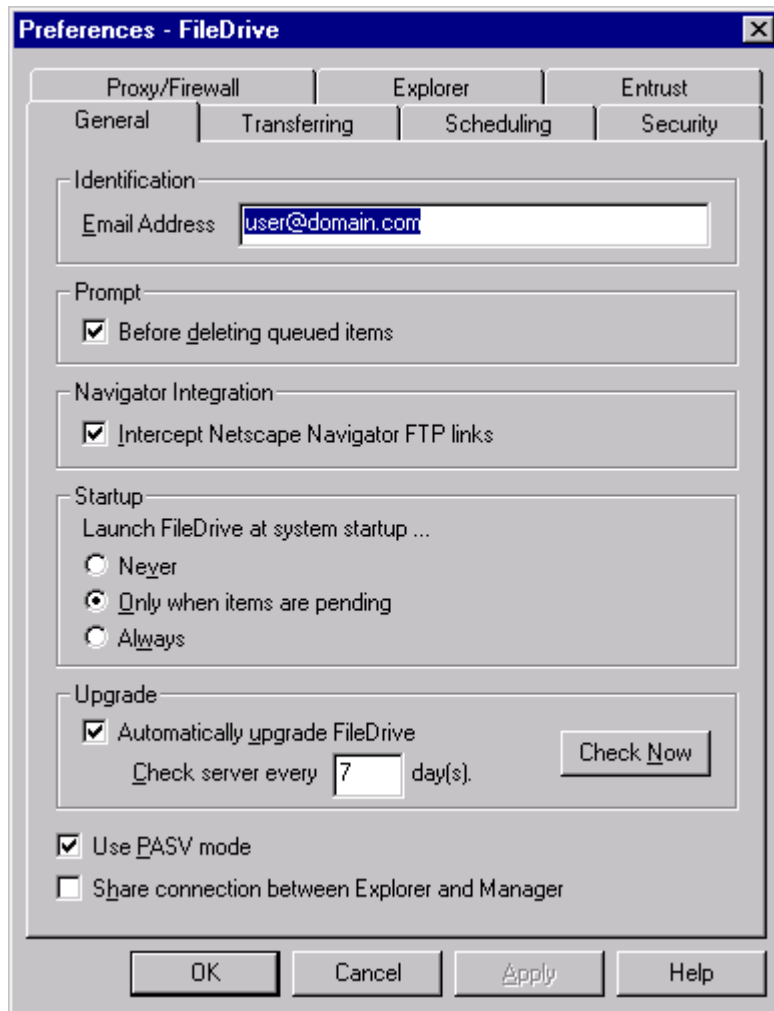 Preferences - FileDrive
Proxy/Firewall Explorer Entrust
General Transferring Scheduling Security
Identification
Email Address user@domain.com
Prompt
Before deleting queued items
Navigator Integration
Intercept Netscape Navigator FTP links
Startup
Launch FileDrive at system startup ...
Never
Only when items are pending
Always
Upgrade
Automatically upgrade FileDrive
Check server every 7 day(s). Check Now
Use PASV mode
Share connection between Explorer and Manager
OK Cancel Apply Help